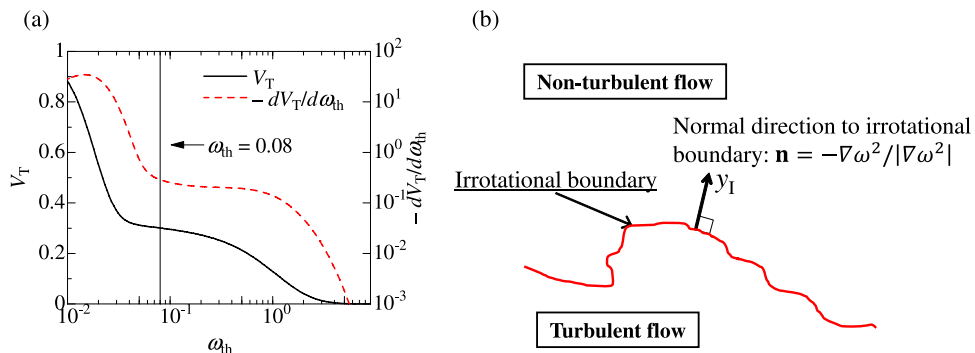 (a)
V_T
1
0.8
0.6
0.4
0.2
0
10^-2
10^-1
10^0
ω_th
10^2
10^1
10^0
10^-1
10^-2
10^-3
-dV_T/dω_th
V_T
-dV_T/dω_th
ω_th = 0.08
(b)
Non-turbulent flow
Normal direction to irrotational
boundary: n = −∇ω²/|∇ω²|
Irrotational boundary
y_I
Turbulent flow